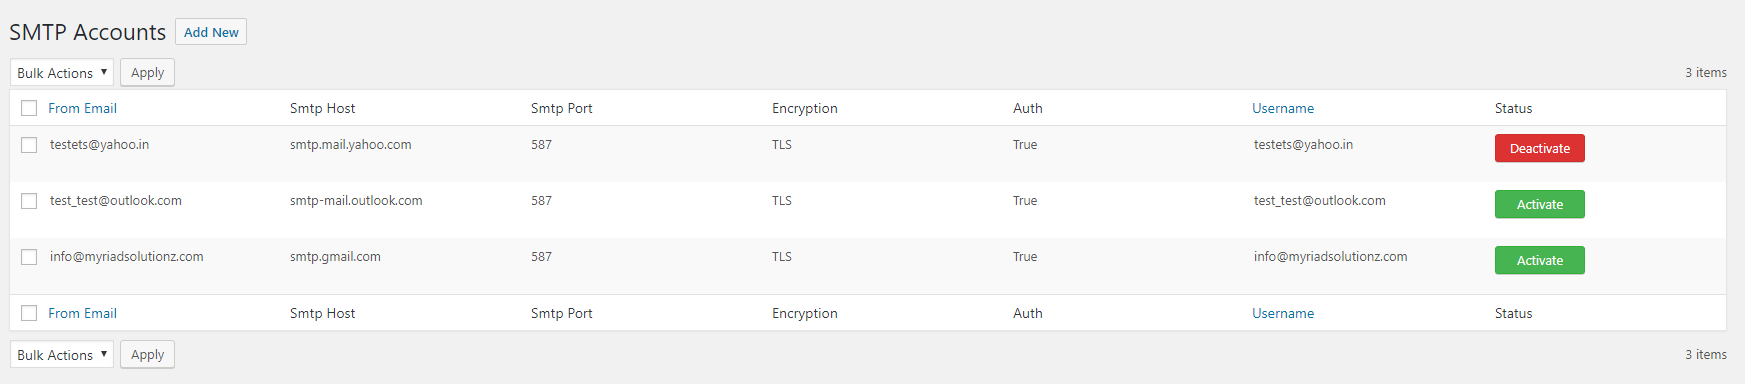 SMTP Accounts Add New
Bulk Actions Apply 3 items
From Email Smtp Host Smtp Port Encryption Auth Username Status
testets@yahoo.in smtp.mail.yahoo.com 587 TLS True testets@yahoo.in Deactivate
test_test@outlook.com smtp-mail.outlook.com 587 TLS True test_test@outlook.com Activate
info@myriadsolutionz.com smtp.gmail.com 587 TLS True info@myriadsolutionz.com Activate
From Email Smtp Host Smtp Port Encryption Auth Username Status
Bulk Actions Apply 3 items